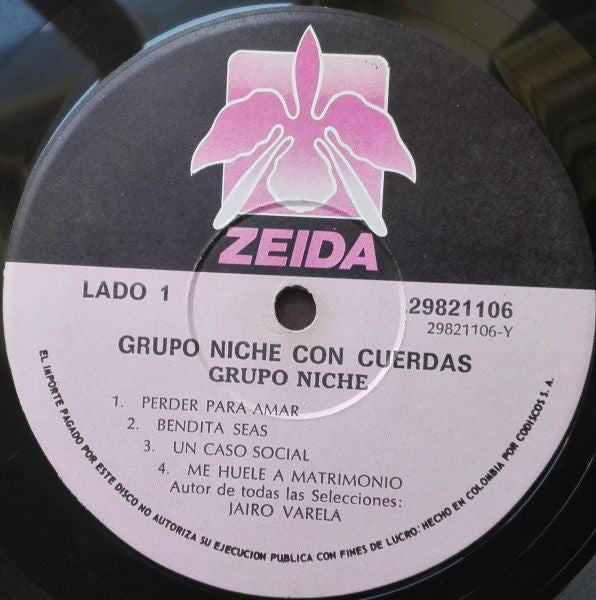 ZEIDA
LADO 1
29821106
29821106-Y
GRUPO NICHE CON CUERDAS
GRUPO NICHE
1. PERDER PARA AMAR
2. BENDITA SEAS
3. UN CASO SOCIAL
4. ME HUELE A MATRIMONIO
Autor de todas las Selecciones:
JAIRO VARELA
EL IMPORTE PAGADO POR ESTE DISCO NO AUTORIZA SU EJECUCION PUBLICA CON FINES DE LUCRO: HECHO EN COLOMBIA POR CODISCOS S. A.